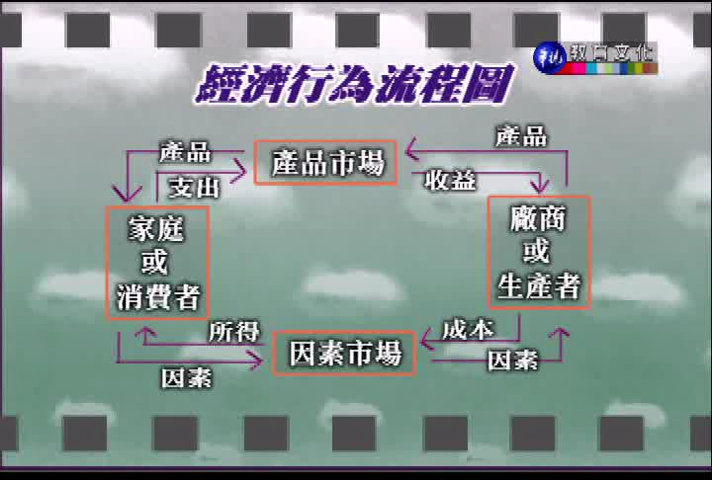 華視
教育文化
經濟行為流程圖
產品
產品
支出
產品市場
收益
家庭
或
消費者
廠商
或
生產者
所得
成本
因素市場
因素
因素